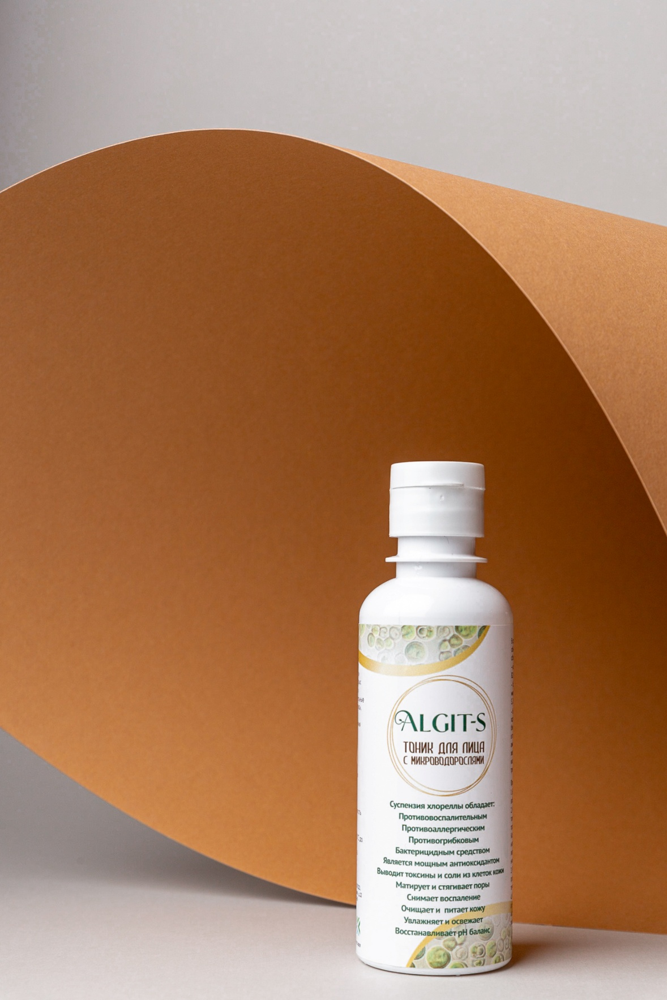 ALGIT-S
ТОНИК ДЛЯ ЛИЦА
С МИКРОВОДОРОСЛЯМИ
Суспензия хлореллы обладает:
Противовоспалительным
Противоаллергическим
Противогрибковым
Бактерицидным средством
Является мощным антиоксидантом
Выводит токсины и соли из клеток кожи
Матирует и стягивает поры
Снимает воспаление
Очищает и питает кожу
Увлажняет и освежает
Восстанавливает pH баланс